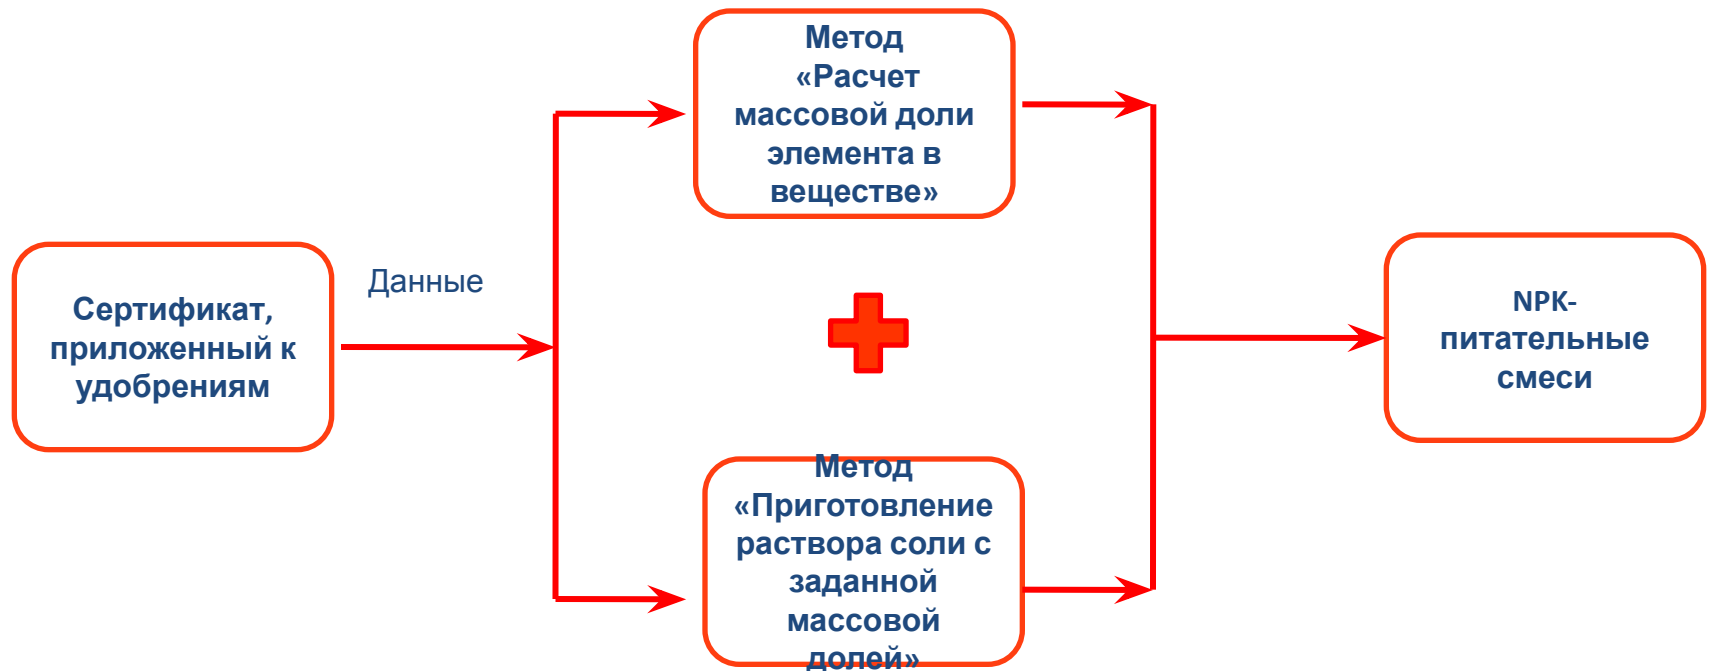 Метод
«Расчет
массовой доли
элемента в
веществе»
Сертификат,
приложенный к
удобрениям
Данные
NPK-
питательные
смеси
Метод
«Приготовление
раствора соли с
заданной
массовой
долей»